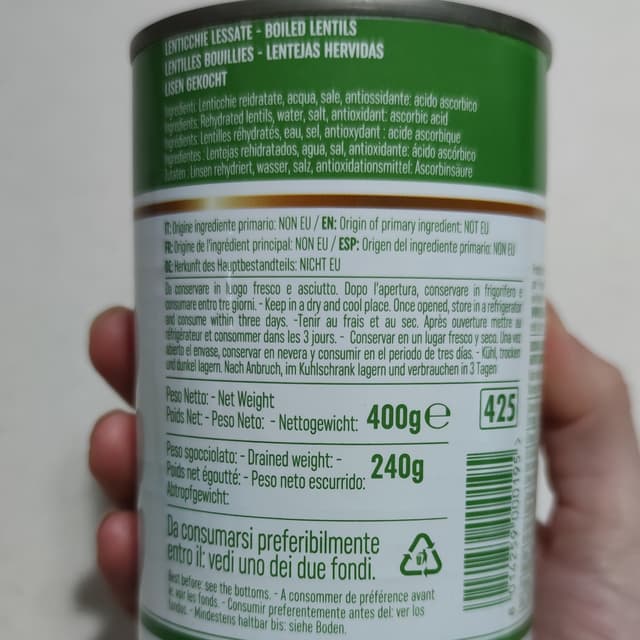 LENTICCHIE LESSATE - BOILED LENTILS
LENTILLES BOUILLIES - LENTEJAS HERVIDAS
LISEN GEKOCHT
Ingredienti: Lenticchie reidratate, acqua, sale, antiossidante: acido ascorbico
Ingredients: Rehydrated lentils, water, salt, antioxidant: ascorbic acid
Ingrédients: Lentilles réhydratés, eau, sel, antioxydant : acide ascorbique
Ingredientes : Lentejas rehidratados, agua, sal, antioxidante: ácido ascórbico
Zutaten : Linsen rehydriert, wasser, salz, antioxidationsmittel: Ascorbinsäure
IT: Origine ingrediente primario: NON EU / EN: Origin of primary ingredient: NOT EU
FR: Origine de l'ingrédient principal: NON EU / ESP: Origen del ingrediente primario: NON EU
DE: Herkunft des Hauptbestandteils: NICHT EU
Da conservarsi in luogo fresco e asciutto. Dopo l'apertura, conservare in frigorifero e
consumare entro tre giorni. - Keep in a dry and cool place. Once opened, store in a refrigerator
and consume within three days. -Tenir au frais et au sec. Après ouverture mettre au
réfrigérateur et consommer dans les 3 jours. - Conservar en un lugar fresco y seco. Una vez
abierto el envase, conservar en nevera y consumir en el periodo de tres días. - Kühl, trocken
und dunkel lagern. Nach Anbruch, im Kühlschrank lagern und verbrauchen in 3 Tagen
Peso Netto: - Net Weight
Poids Net: - Peso Neto: - Nettogewicht: 400g ℮
425
Peso sgocciolato: - Drained weight: -
Poids net égoutté: - Peso neto escurrido: 240g
Abtropfgewicht:
Da consumarsi preferibilmente
entro il: vedi uno dei due fondi.
Best before: see the bottoms. - A consommer de préférence avant
le: voir les fonds. - Consumir preferentemente antes del: ver los
fondos. - Mindestens haltbar bis: siehe Boden.